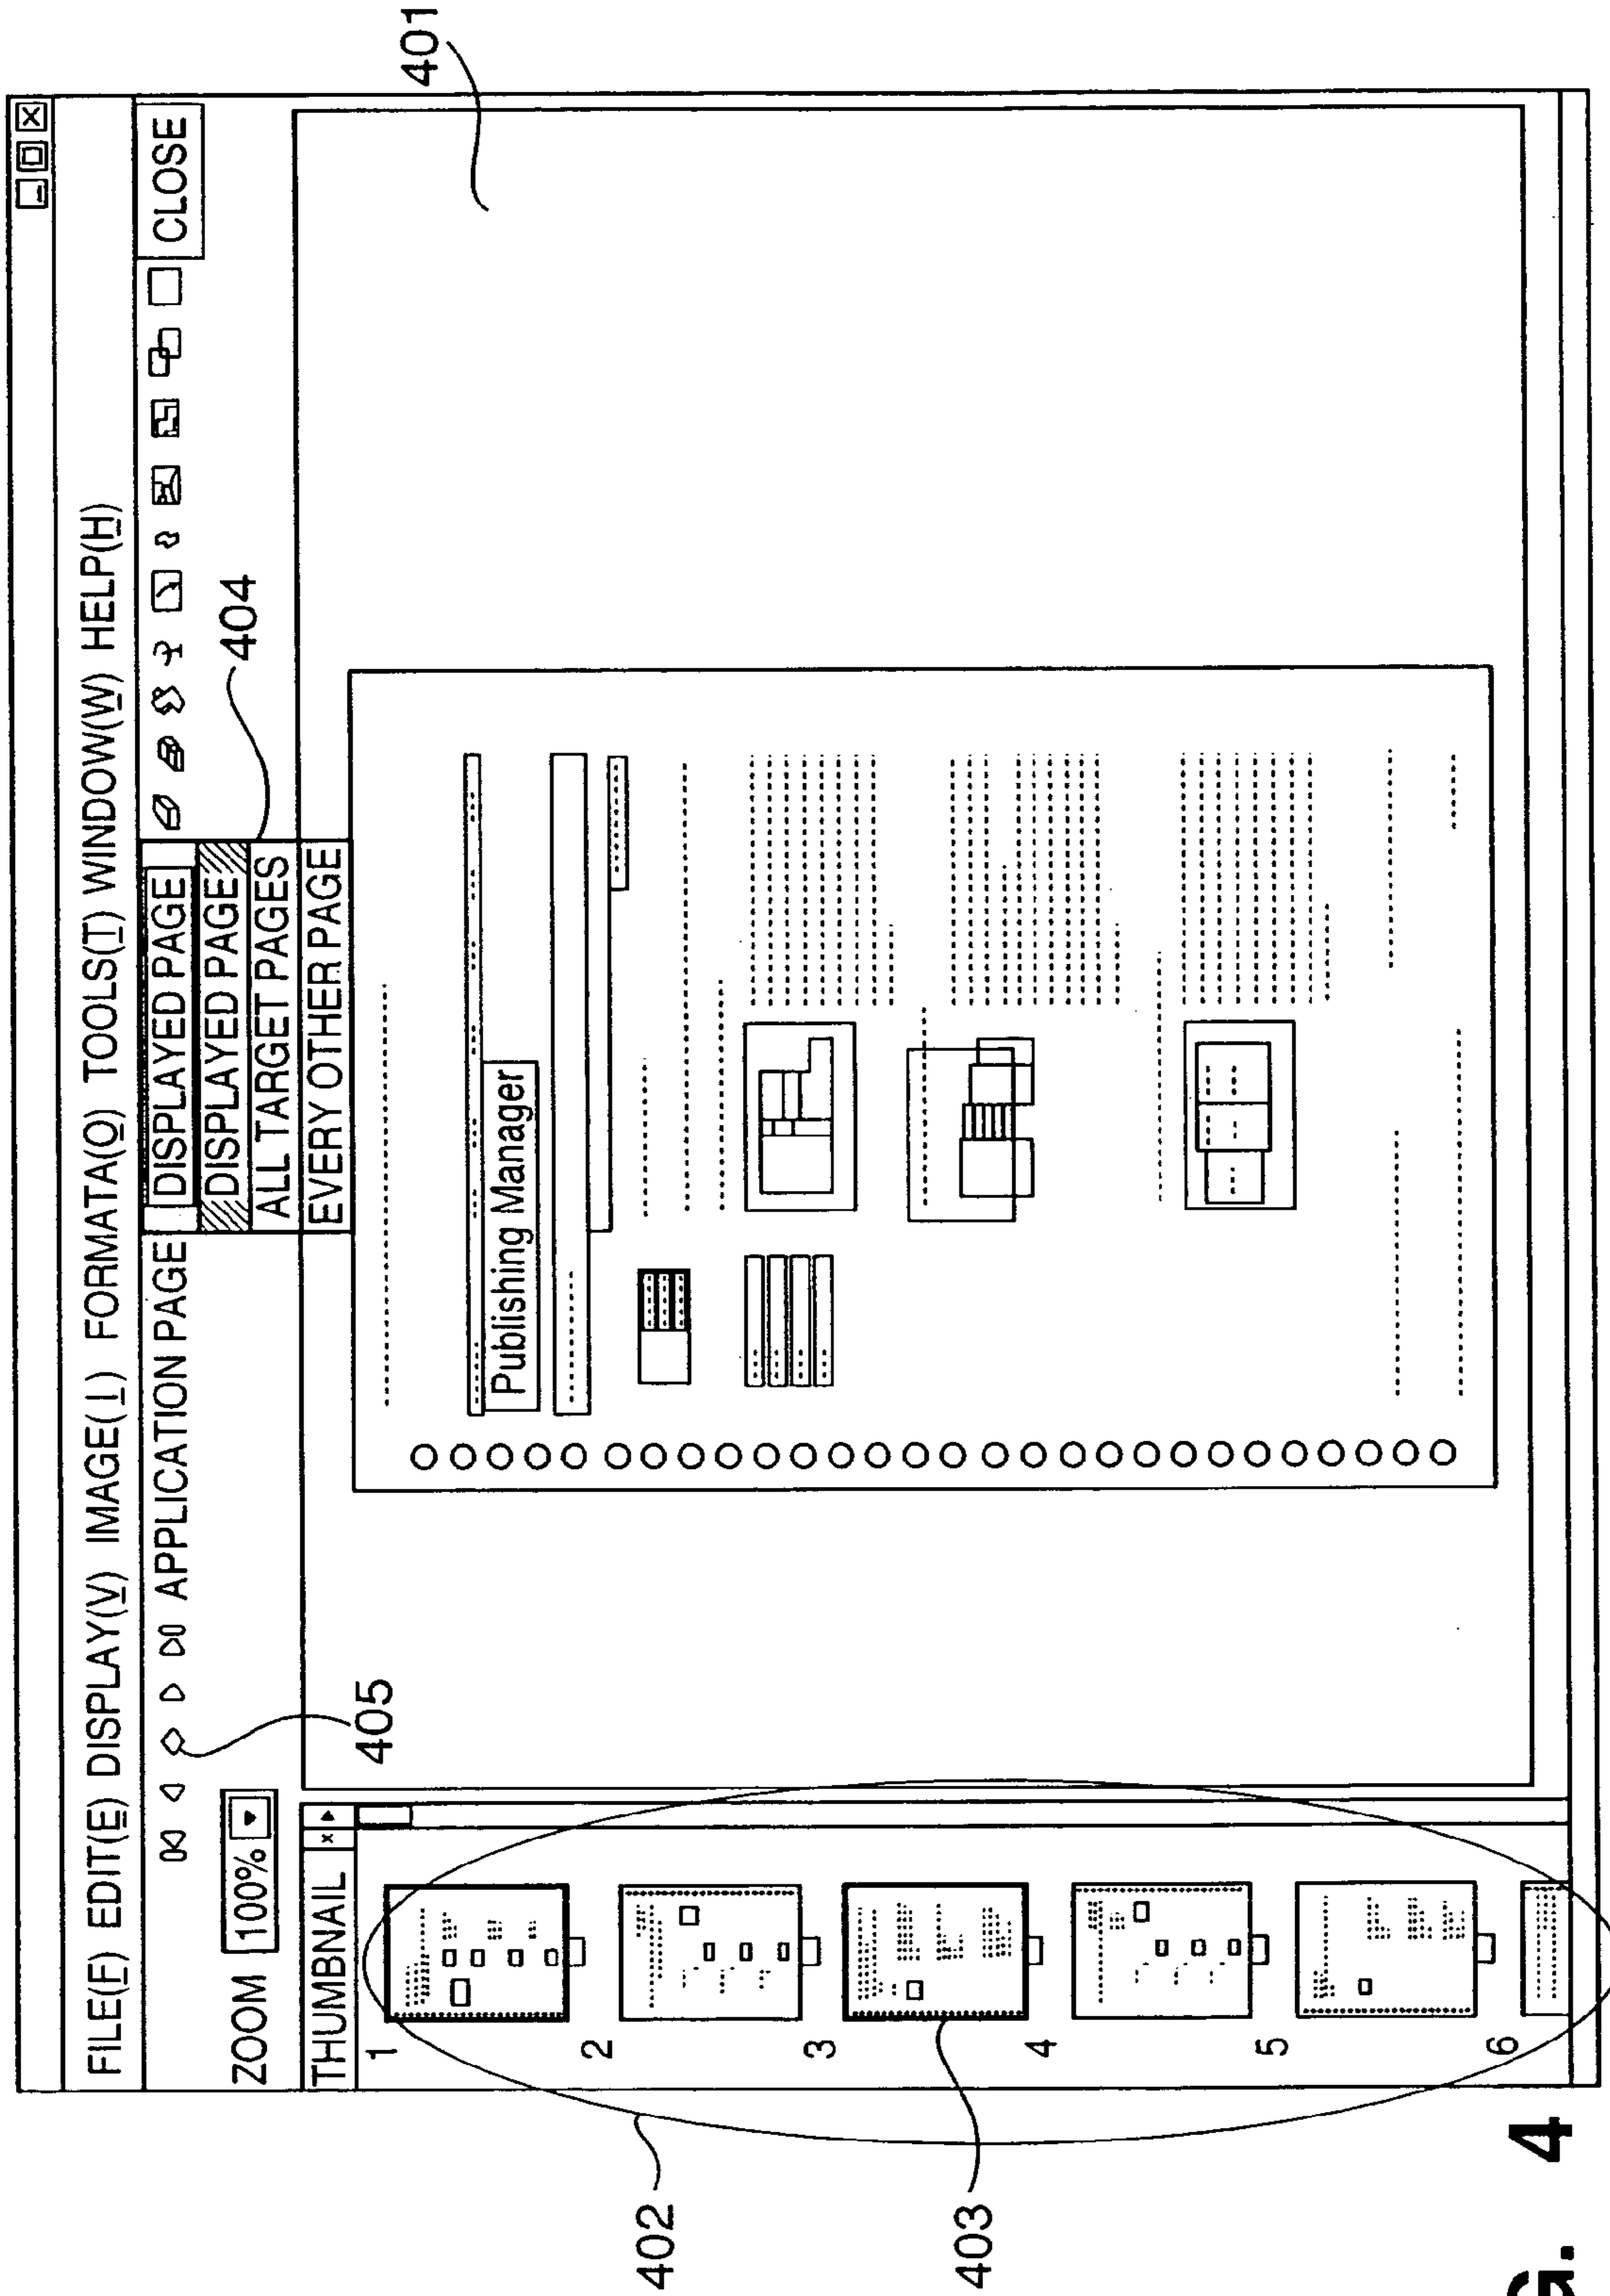 FILE(F) EDIT(E) DISPLAY(V) IMAGE(I) FORMATA(O) TOOLS(T) WINDOW(W) HELP(H)
APPLICATION PAGE DISPLAYED PAGE CLOSE
ZOOM 100% DISPLAYED PAGE
404
ALL TARGET PAGES
THUMBNAIL EVERY OTHER PAGE
405
401
1
Publishing Manager
2
402
3
403
4
5
6
G. 4